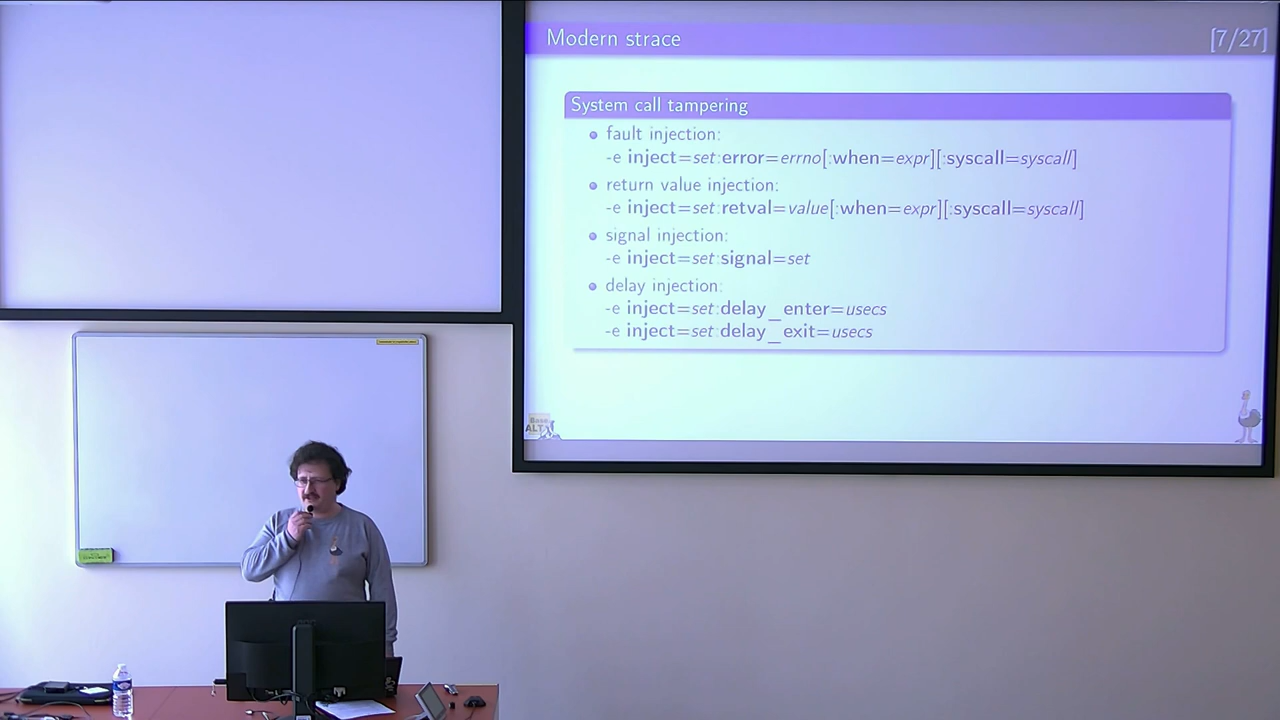 Modern strace
[7/27]
System call tampering
fault injection:
-e inject=set:error=errno[:when=expr][:syscall=syscall]
return value injection:
-e inject=set:retval=value[:when=expr][:syscall=syscall]
signal injection:
-e inject=set:signal=set
delay injection:
-e inject=set:delay_enter=usecs
-e inject=set:delay_exit=usecs
ALT